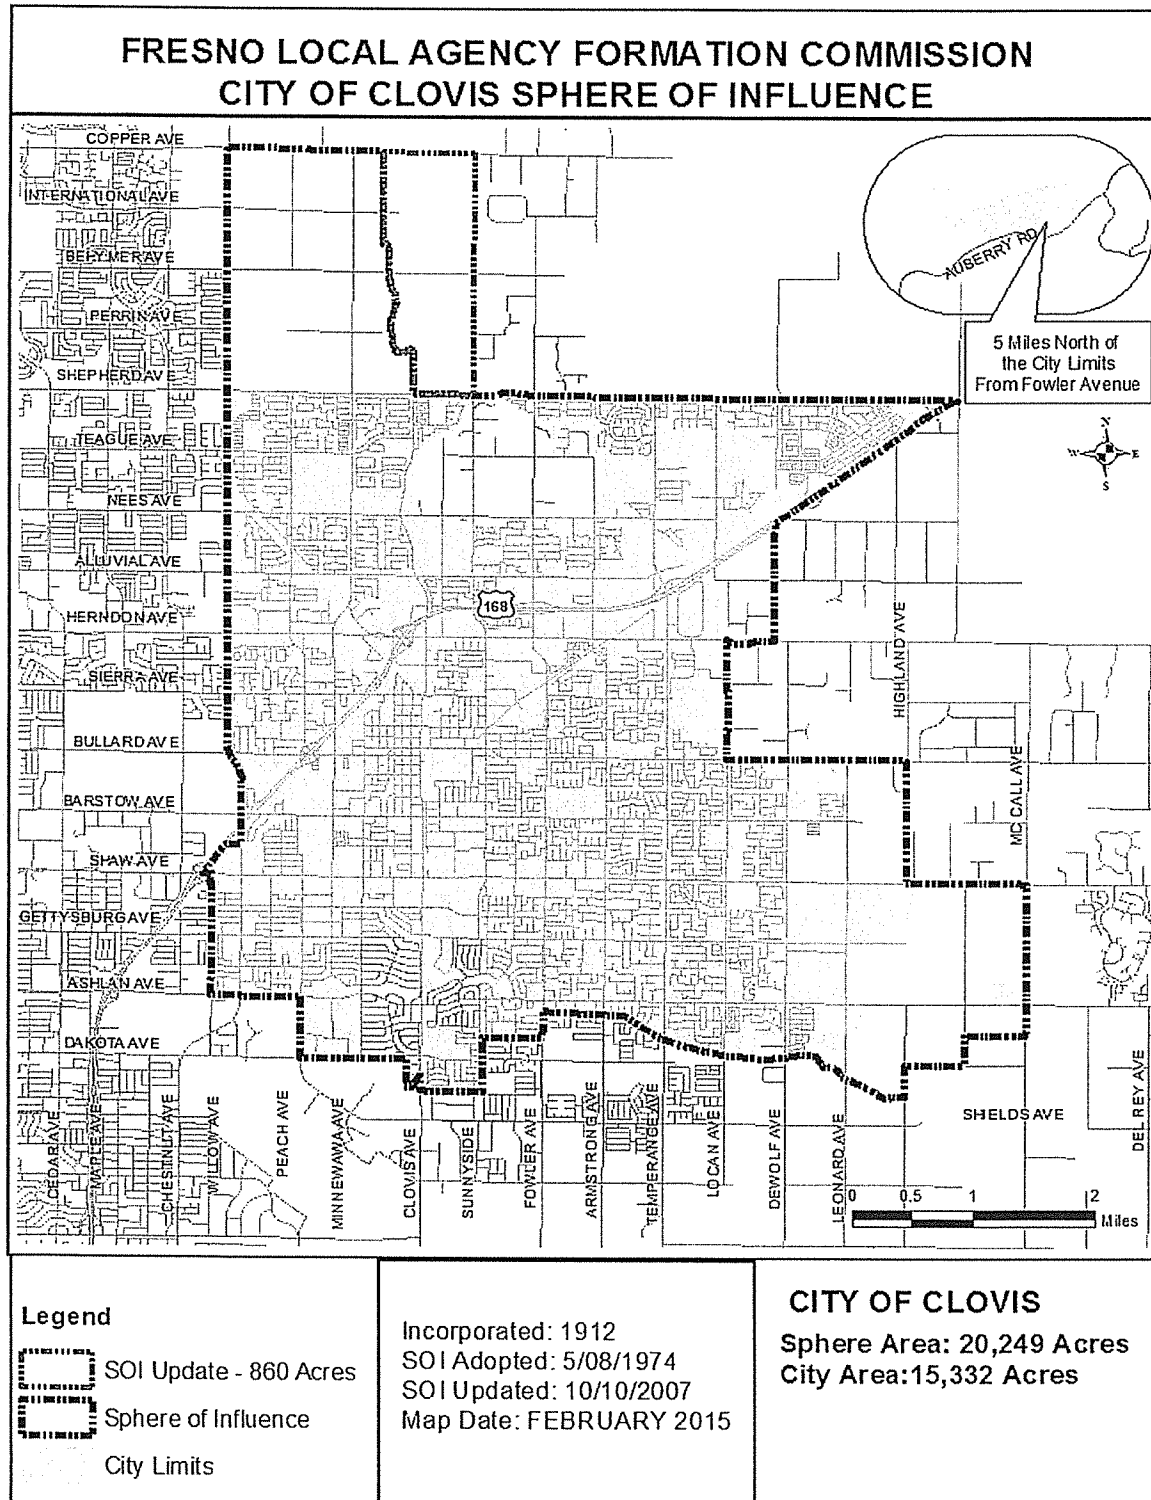 FRESNO LOCAL AGENCY FORMATION COMMISSION
CITY OF CLOVIS SPHERE OF INFLUENCE
COPPER AVE
INTERNATIONAL AVE
BEHYMER AVE
PERRIN AVE
SHEPHERD AVE
TEAGUE AVE
NEES AVE
ALLUVIAL AVE
HERNDON AVE
SIERRA AVE
BULLARD AVE
BARSTOW AVE
SHAW AVE
GETTYSBURG AVE
ASHLAN AVE
DAKOTA AVE
AUBERRY RD
5 Miles North of
the City Limits
From Fowler Avenue
N
W
E
S
168
HIGHLAND AVE
MC CALL AVE
CEDAR AVE
MAPLE AVE
CHESTNUT AVE
WILLOW AVE
PEACH AVE
MINNEWAWA AVE
CLOVIS AVE
SUNNYSIDE
FOWLER AVE
ARMSTRONG AVE
TEMPERANCE AVE
LOCAN AVE
DEWOLF AVE
LEONARD AVE
SHIELDS AVE
DEL REY AVE
0 0.5 1 2
Miles
Legend
SOI Update - 860 Acres
Sphere of Influence
City Limits
Incorporated: 1912
SOI Adopted: 5/08/1974
SOI Updated: 10/10/2007
Map Date: FEBRUARY 2015
CITY OF CLOVIS
Sphere Area: 20,249 Acres
City Area:15,332 Acres